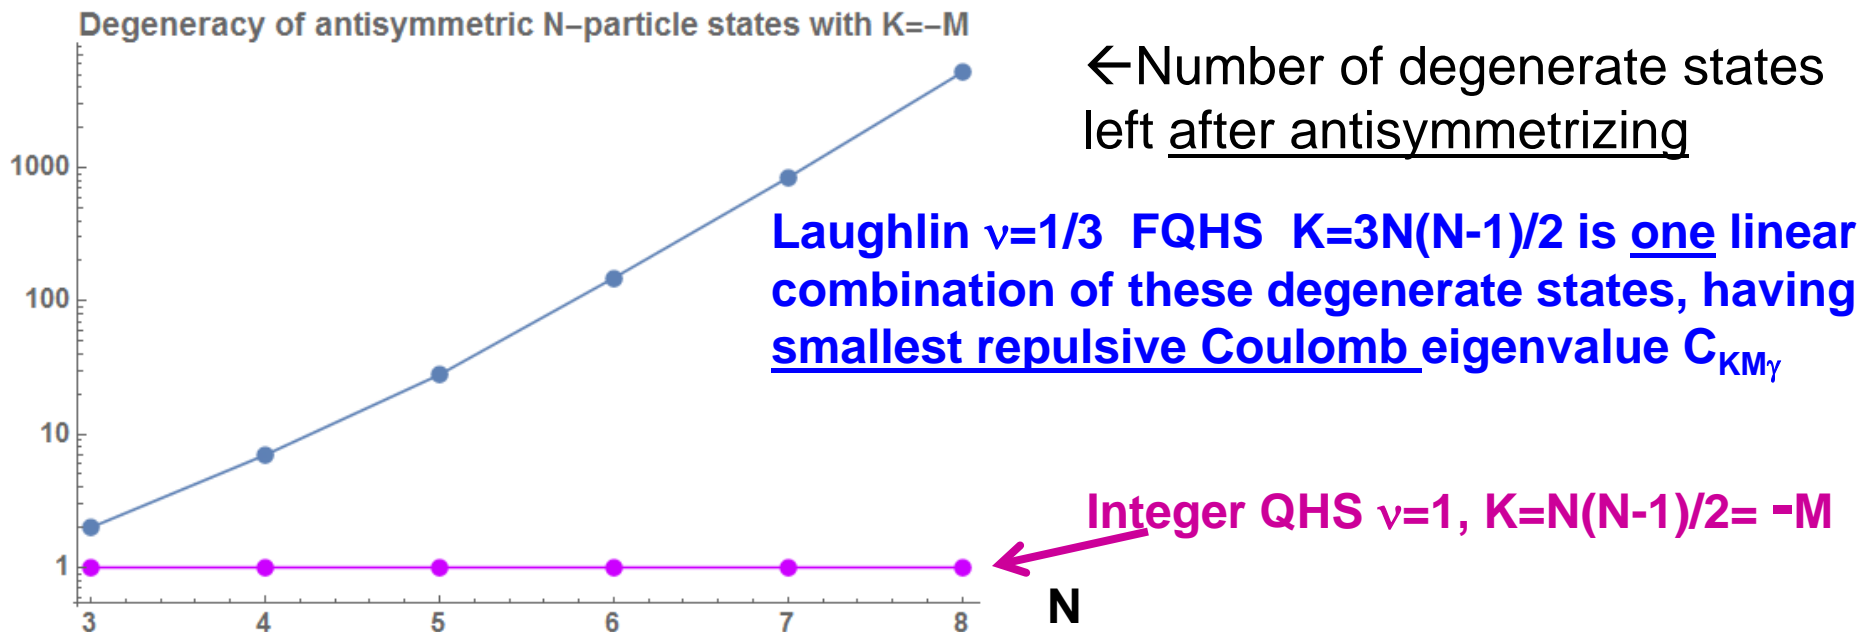 Degeneracy of antisymmetric N−particle states with K=−M
←Number of degenerate states
left after antisymmetrizing
1000
Laughlin ν=1/3 FQHS K=3N(N-1)/2 is one linear
combination of these degenerate states, having
smallest repulsive Coulomb eigenvalue C_KMγ
100
10
Integer QHS ν=1, K=N(N-1)/2= -M
1
N
3 4 5 6 7 8